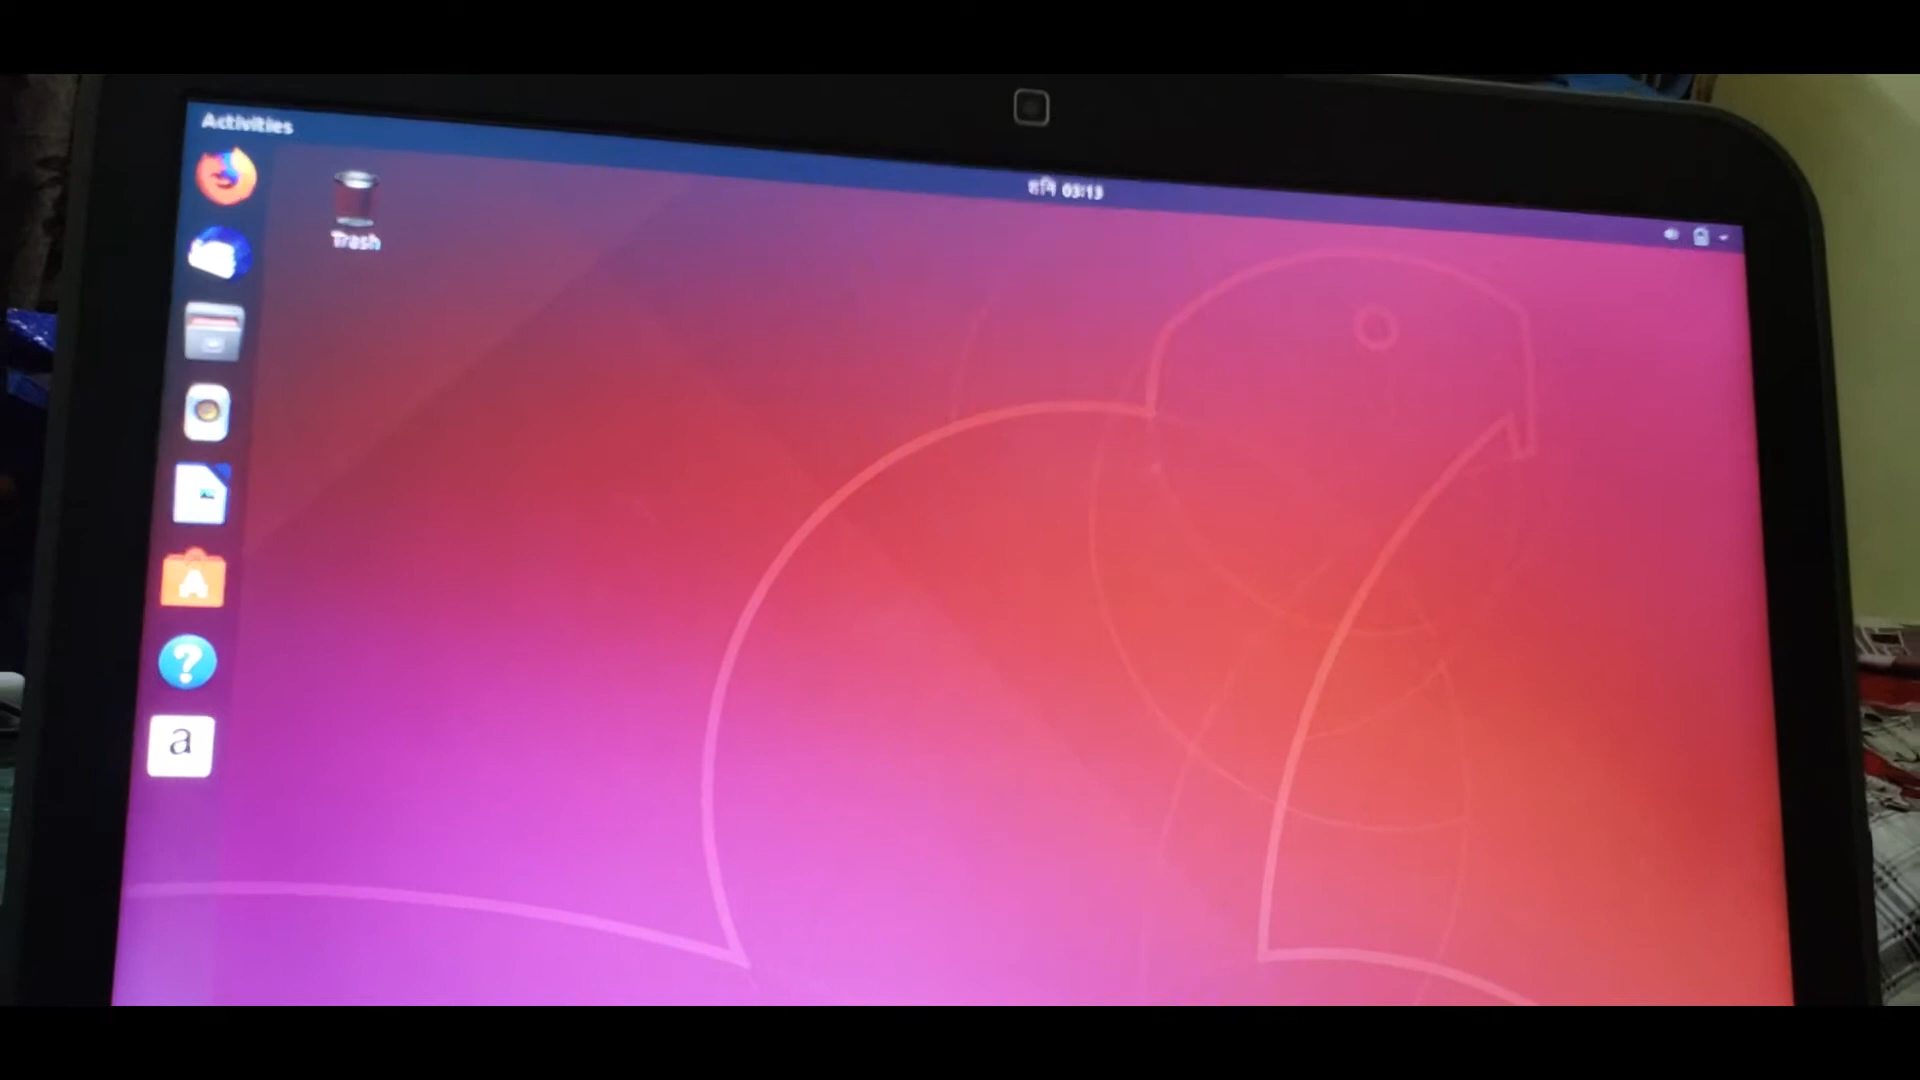 Activities
শনি 03:13
Trash
A
?
a